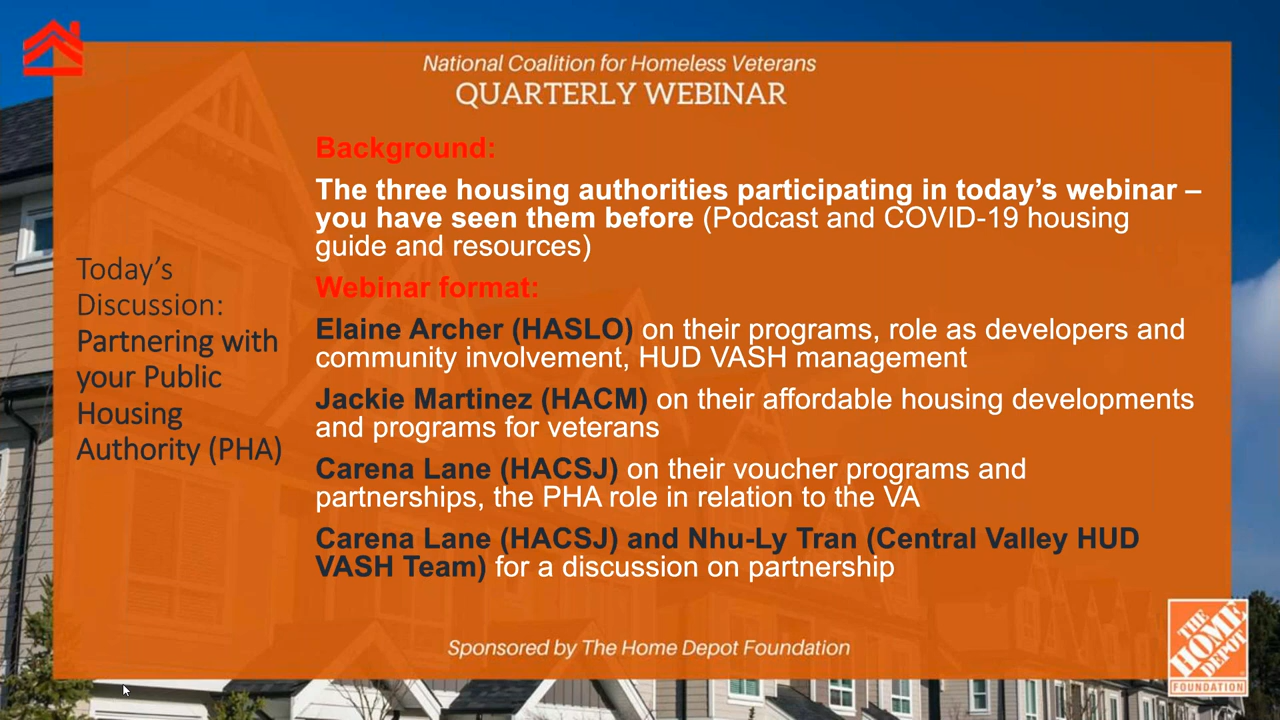 National Coalition for Homeless Veterans
QUARTERLY WEBINAR
Today’s
Discussion:
Partnering with
your Public
Housing
Authority (PHA)
Background:
The three housing authorities participating in today’s webinar –
you have seen them before (Podcast and COVID-19 housing
guide and resources)
Webinar format:
Elaine Archer (HASLO) on their programs, role as developers and
community involvement, HUD VASH management
Jackie Martinez (HACM) on their affordable housing developments
and programs for veterans
Carena Lane (HACSJ) on their voucher programs and
partnerships, the PHA role in relation to the VA
Carena Lane (HACSJ) and Nhu-Ly Tran (Central Valley HUD
VASH Team) for a discussion on partnership
Sponsored by The Home Depot Foundation
THE
HOME
DEPOT
FOUNDATION